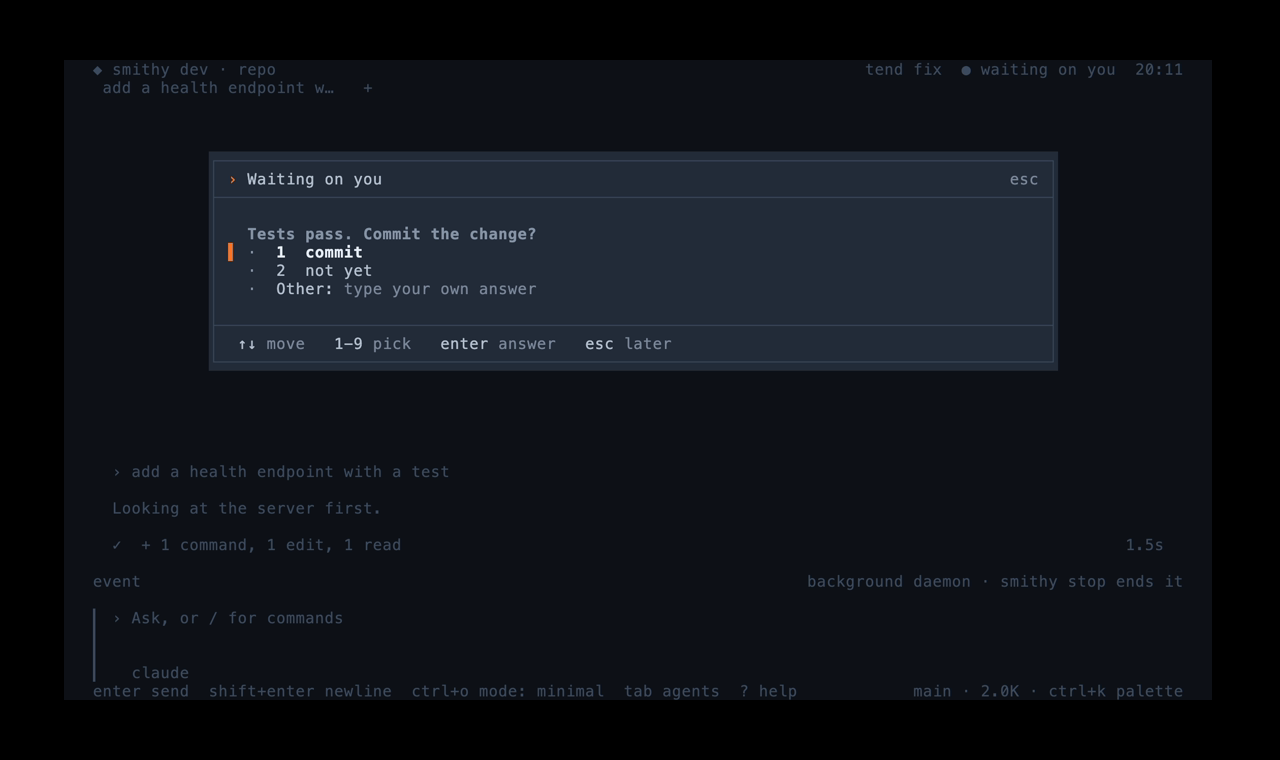 ◆ smithy dev · repo tend fix ● waiting on you 20:11
add a health endpoint w… +
› Waiting on you esc
Tests pass. Commit the change?
· 1 commit
· 2 not yet
· Other: type your own answer
↑↓ move 1–9 pick enter answer esc later
› add a health endpoint with a test
Looking at the server first.
✓ + 1 command, 1 edit, 1 read 1.5s
event background daemon · smithy stop ends it
› Ask, or / for commands
claude
enter send shift+enter newline ctrl+o mode: minimal tab agents ? help main · 2.0K · ctrl+k palette